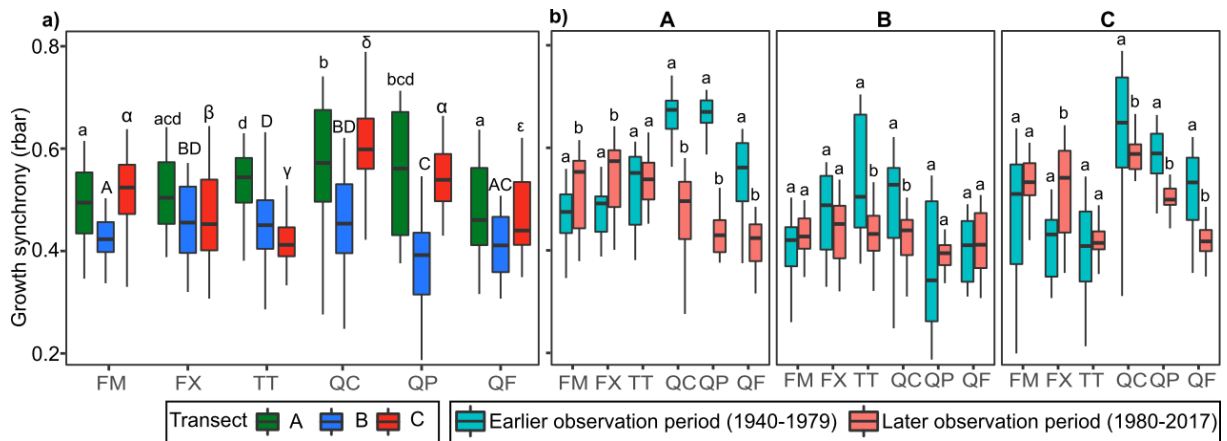 a)
b)
A
B
C
Growth synchrony (rbar)
0.8
0.6
0.4
0.2
a
A
α
acd
BD
β
d
D
γ
b
BD
δ
bcd
C
α
a
AC
ε
a b a b a a a b a b a b
a a a a a b a b a a a a
a a a b a a a b a b a b
FM FX TT QC QP QF
FM FX TT QC QP QF
FM FX TT QC QP QF
FM FX TT QC QP QF
Transect A B C
Earlier observation period (1940-1979) Later observation period (1980-2017)